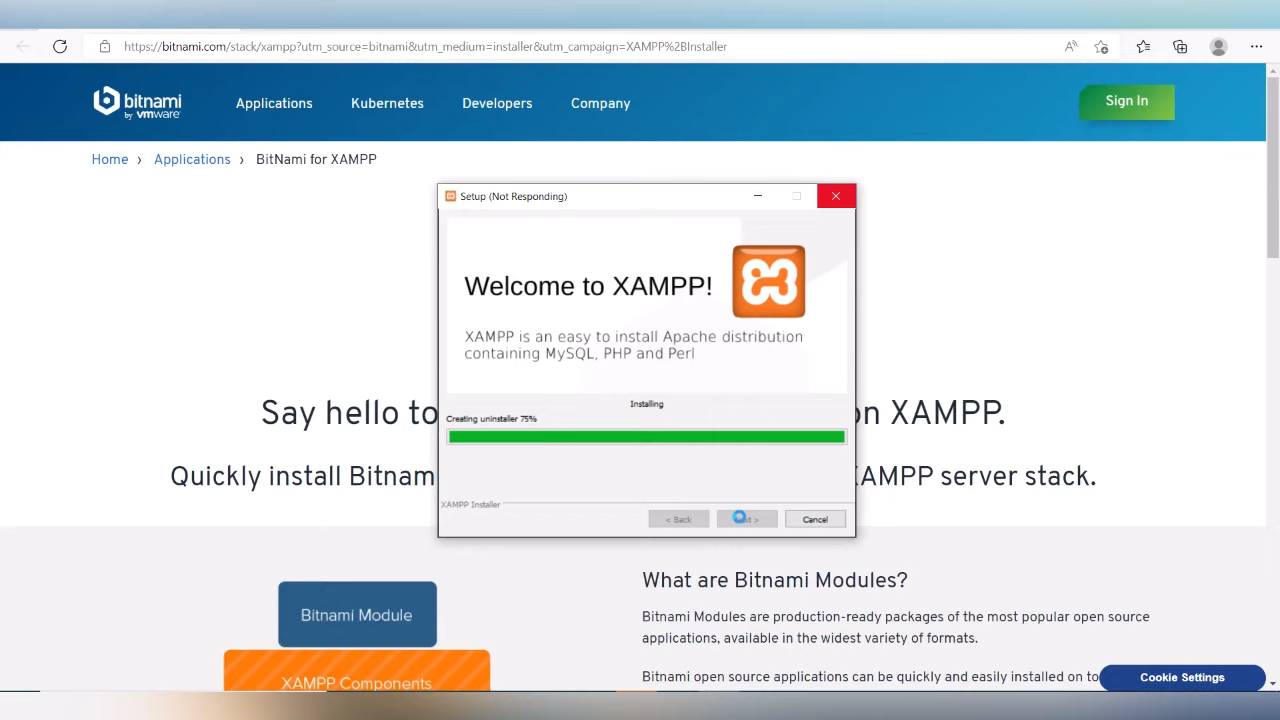 https://bitnami.com/stack/xampp?utm_source=bitnami&utm_medium=installer&utm_campaign=XAMPP%2BInstaller
bitnami
by vmware
Applications
Kubernetes
Developers
Company
Sign In
Home › Applications › BitNami for XAMPP
Setup (Not Responding)
Welcome to XAMPP!
XAMPP is an easy to install Apache distribution
containing MySQL, PHP and Perl
Installing
Creating uninstaller 75%
XAMPP Installer
< Back
>
Cancel
Say hello to
on XAMPP.
Quickly install Bitnam
XAMPP server stack.
Bitnami Module
XAMPP Components
What are Bitnami Modules?
Bitnami Modules are production-ready packages of the most popular open source
applications, available in the widest variety of formats.
Bitnami open source applications can be quickly and easily installed on to
Cookie Settings